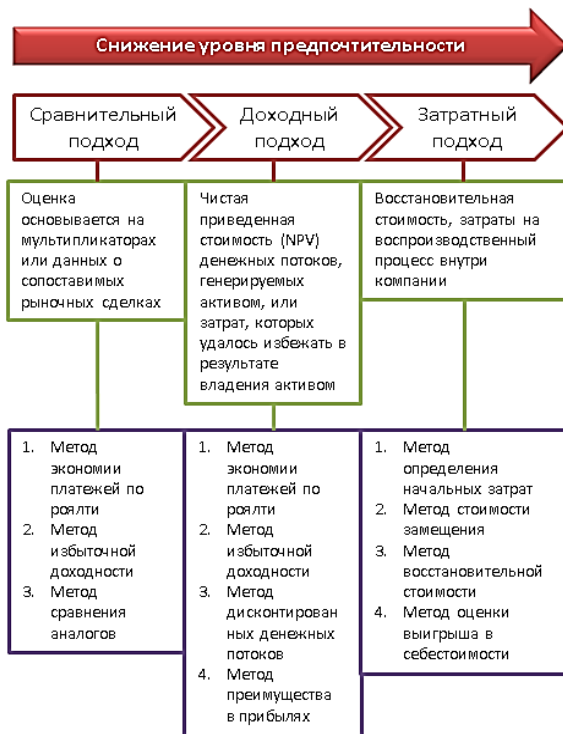 Снижение уровня предпочтительности
Сравнительный
подход
Доходный
подход
Затратный
подход
Оценка
основывается на
мультипликаторах
или данных о
сопоставимых
рыночных сделках
Чистая
приведенная
стоимость (NPV)
денежных потоков,
генерируемых
активом, или
затрат, которых
удалось избежать в
результате
владения активом
Восстановительная
стоимость, затраты на
воспроизводственный
процесс внутри
компании
1. Метод
экономии
платежей по
роялти
2. Метод
избыточной
доходности
3. Метод
сравнения
аналогов
1. Метод
экономии
платежей по
роялти
2. Метод
избыточной
доходности
3. Метод
дисконтирован
ных денежных
потоков
4. Метод
преимущества
в прибылях
1. Метод
определения
начальных затрат
2. Метод стоимости
замещения
3. Метод
восстановительной
стоимости
4. Метод оценки
выигрыша в
себестоимости